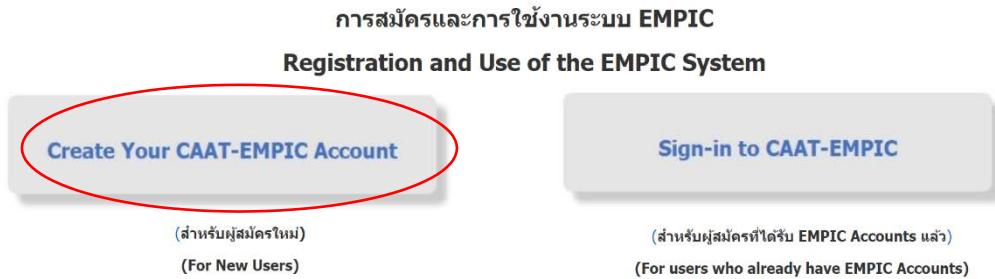 การสมัครและการใช้งานระบบ EMPIC
Registration and Use of the EMPIC System
Create Your CAAT-EMPIC Account
Sign-in to CAAT-EMPIC
(สำหรับผู้สมัครใหม่)
(For New Users)
(สำหรับผู้สมัครที่ได้รับ EMPIC Accounts แล้ว)
(For users who already have EMPIC Accounts)